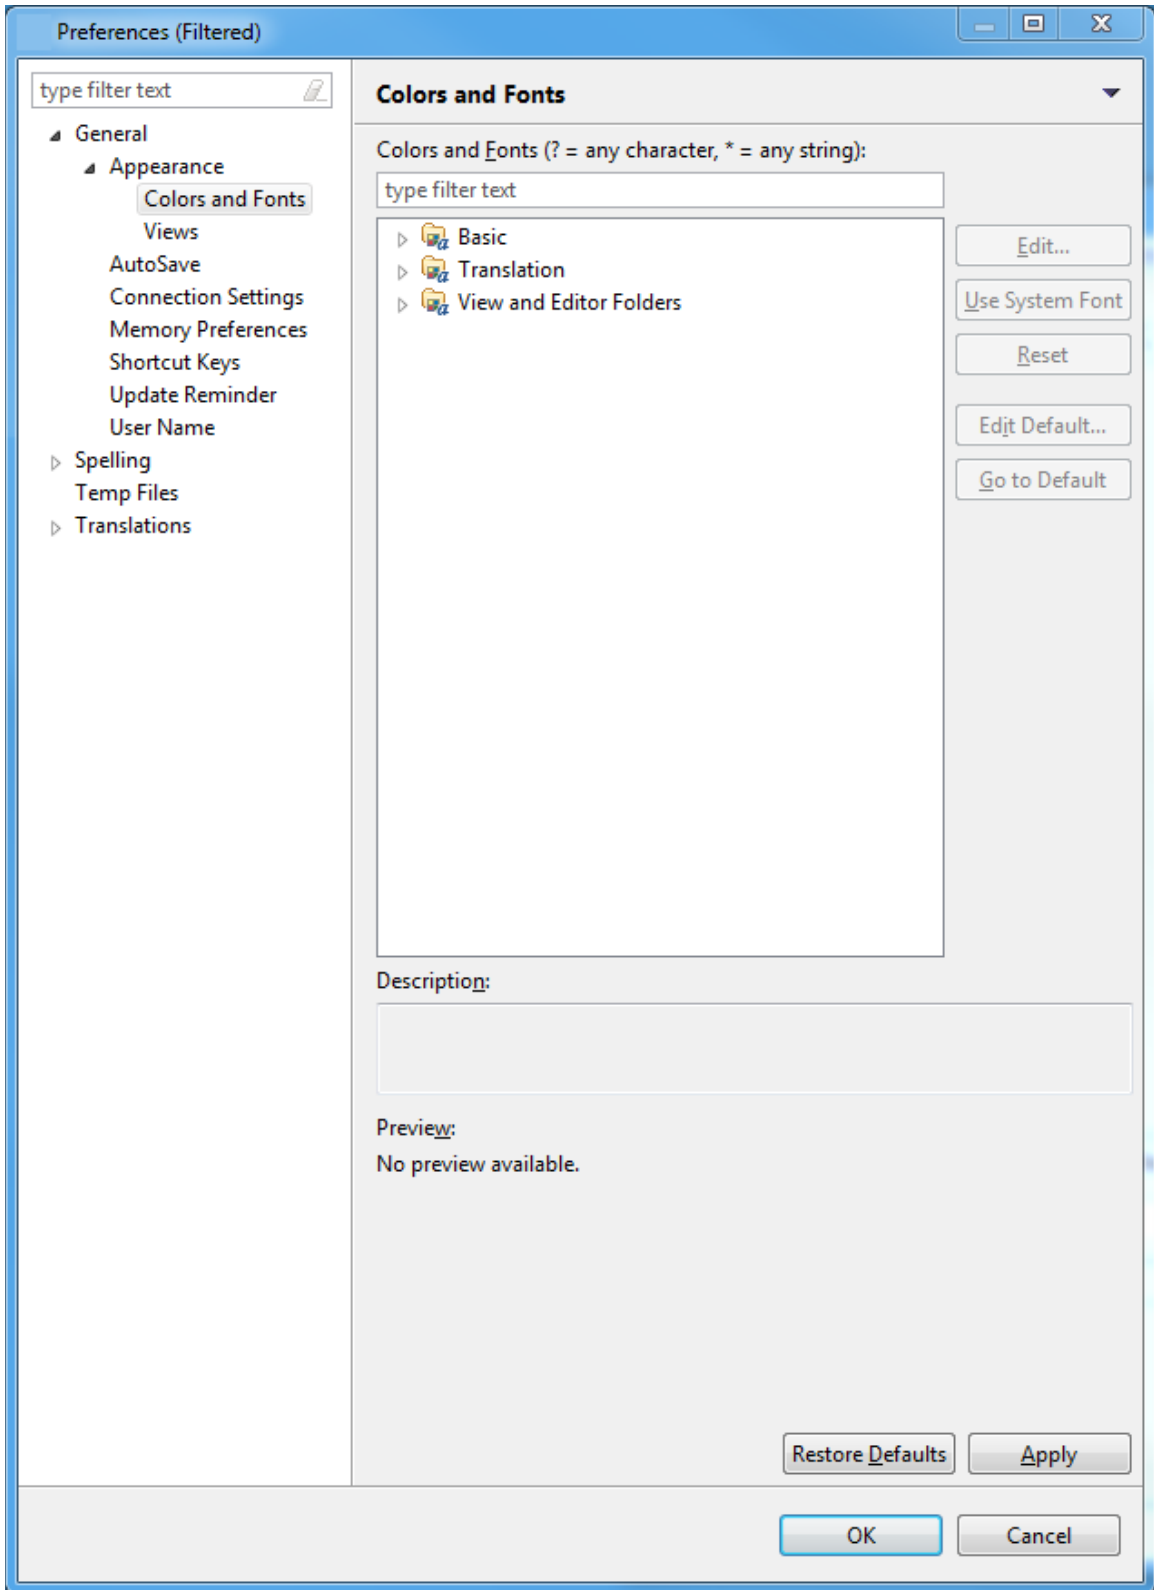 Preferences (Filtered)
type filter text
General
Appearance
Colors and Fonts
Views
AutoSave
Connection Settings
Memory Preferences
Shortcut Keys
Update Reminder
User Name
Spelling
Temp Files
Translations
Colors and Fonts
Colors and Fonts (? = any character, * = any string):
type filter text
Basic
Translation
View and Editor Folders
Edit...
Use System Font
Reset
Edit Default...
Go to Default
Description:
Preview:
No preview available.
Restore Defaults
Apply
OK
Cancel